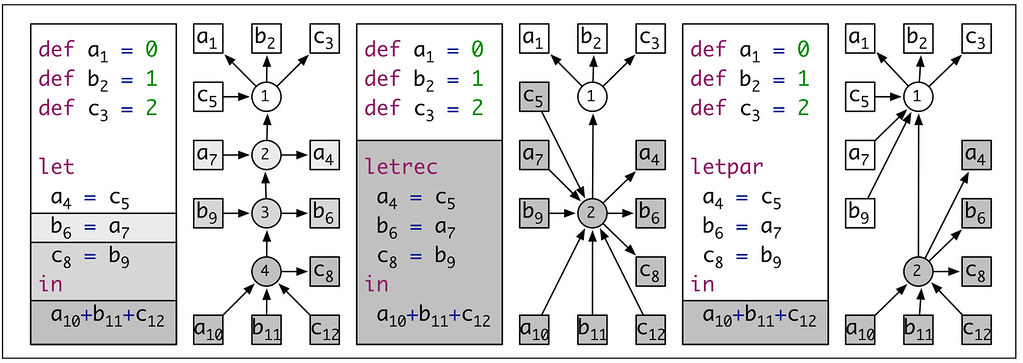 def a₁ = 0
def b₂ = 1
def c₃ = 2
let
a₄ = c₅
b₆ = a₇
c₈ = b₉
in
a₁₀+b₁₁+c₁₂
a₁ b₂ c₃
c₅ 1
a₇ 2 a₄
b₉ 3 b₆
4 c₈
a₁₀ b₁₁ c₁₂
def a₁ = 0
def b₂ = 1
def c₃ = 2
letrec
a₄ = c₅
b₆ = a₇
c₈ = b₉
in
a₁₀+b₁₁+c₁₂
a₁ b₂ c₃
c₅ 1
a₇ a₄
b₉ 2 b₆
c₈
a₁₀ b₁₁ c₁₂
def a₁ = 0
def b₂ = 1
def c₃ = 2
letpar
a₄ = c₅
b₆ = a₇
c₈ = b₉
in
a₁₀+b₁₁+c₁₂
a₁ b₂ c₃
c₅ 1
a₇ a₄
b₉ b₆
2 c₈
a₁₀ b₁₁ c₁₂